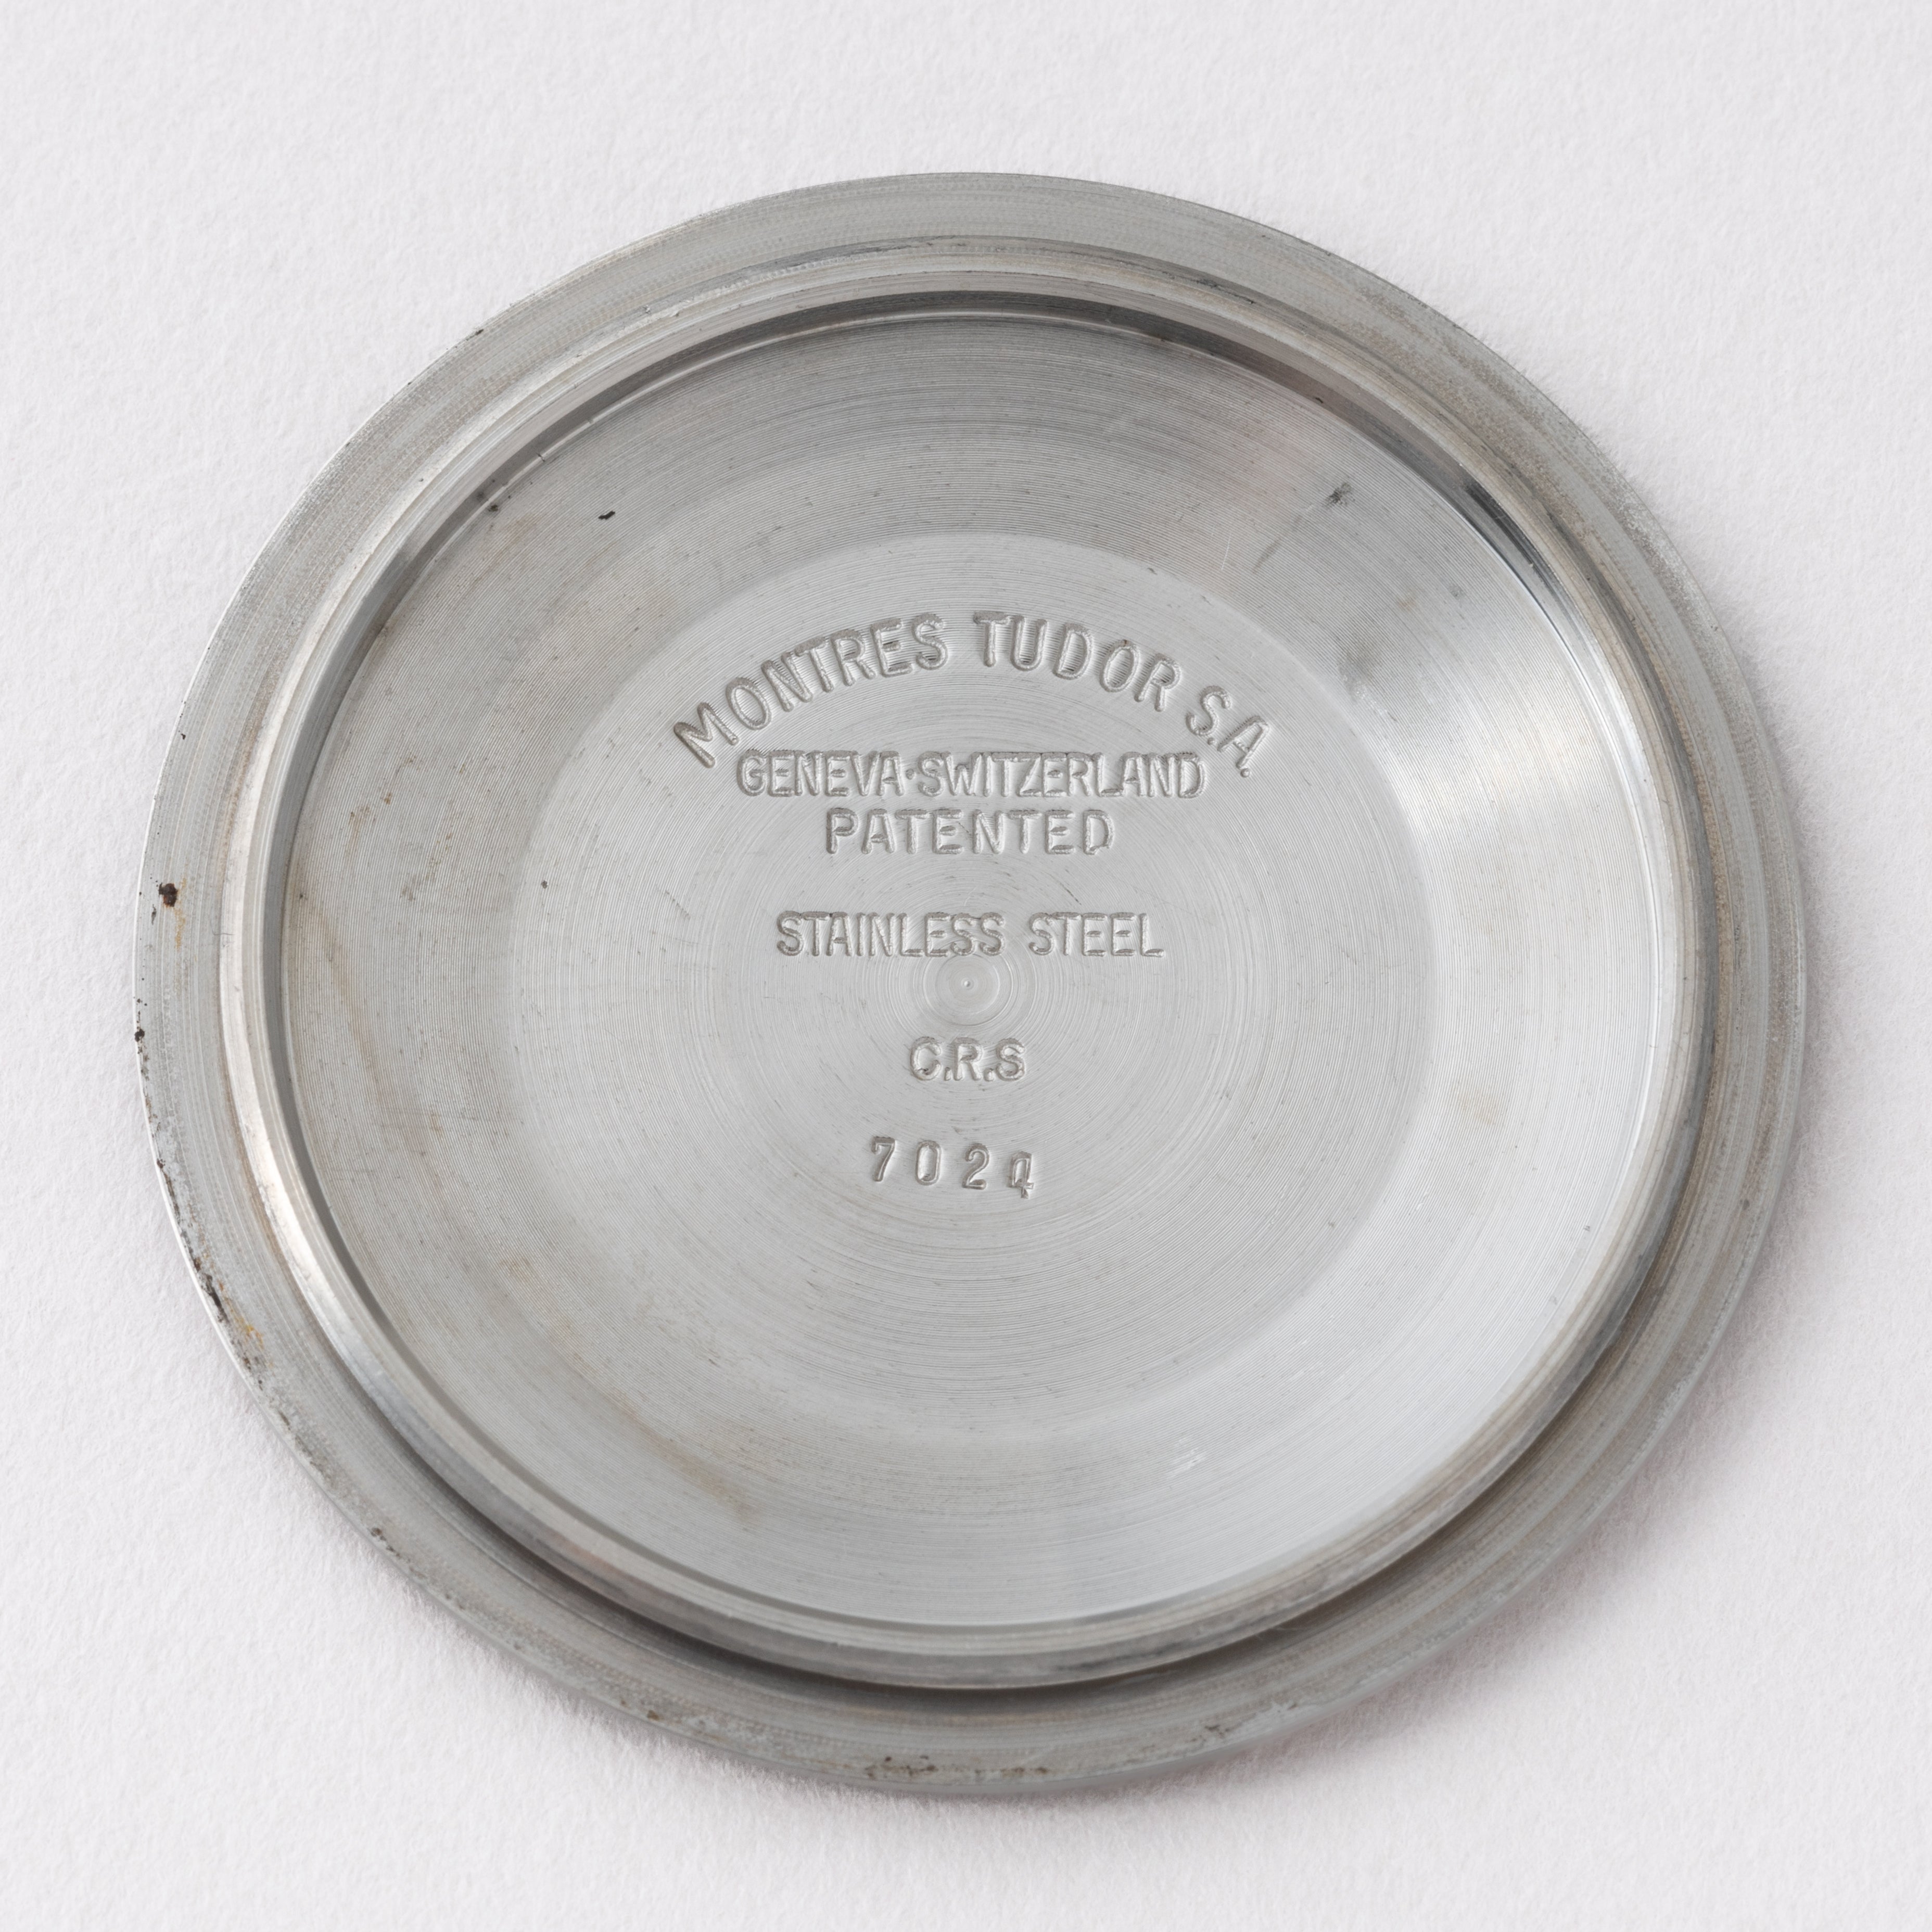 MONTRES TUDOR S.A.
GENEVA·SWITZERLAND
PATENTED
STAINLESS STEEL
C.R.S
7024